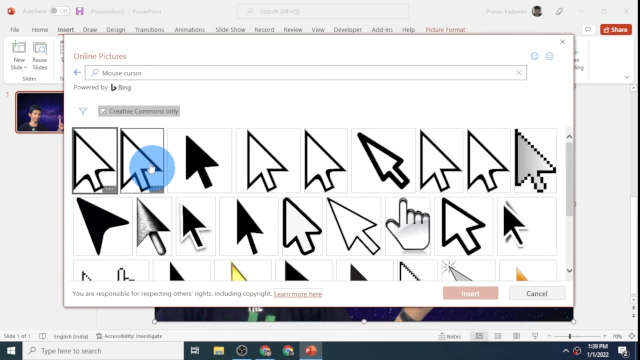 AutoSave Off Presentation2 - PowerPoint Search (Alt+Q) Pranav Kadambi
File Home Insert Draw Design Transitions Animations Slide Show Record Review View Developer Add-ins Help Picture Format
New Slide Reuse Slides
Slides
Online Pictures
Mouse cursor
Powered by Bing
Creative Commons only
1
You are responsible for respecting others' rights, including copyright. Learn more here
Insert Cancel
Slide 1 of 1 English (India) Accessibility: Investigate Notes 70%
Type here to search
1:39 PM
1/1/2022